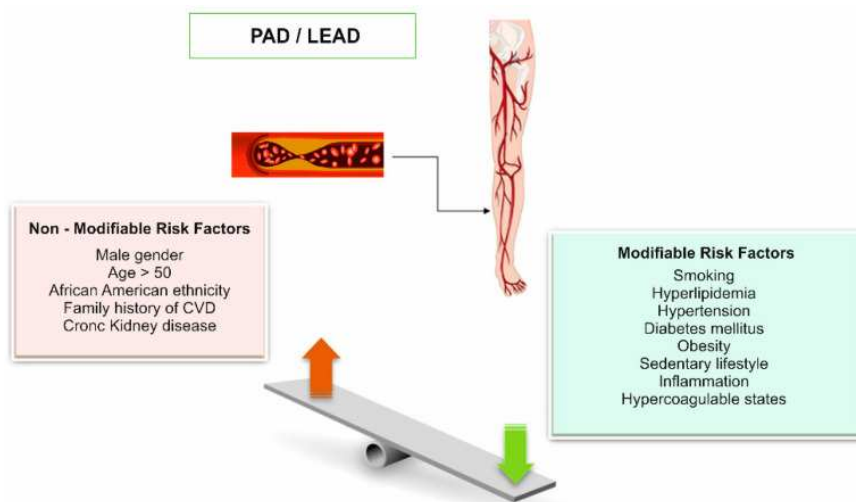 PAD / LEAD
Non - Modifiable Risk Factors
Male gender
Age > 50
African American ethnicity
Family history of CVD
Cronc Kidney disease
Modifiable Risk Factors
Smoking
Hyperlipidemia
Hypertension
Diabetes mellitus
Obesity
Sedentary lifestyle
Inflammation
Hypercoagulable states